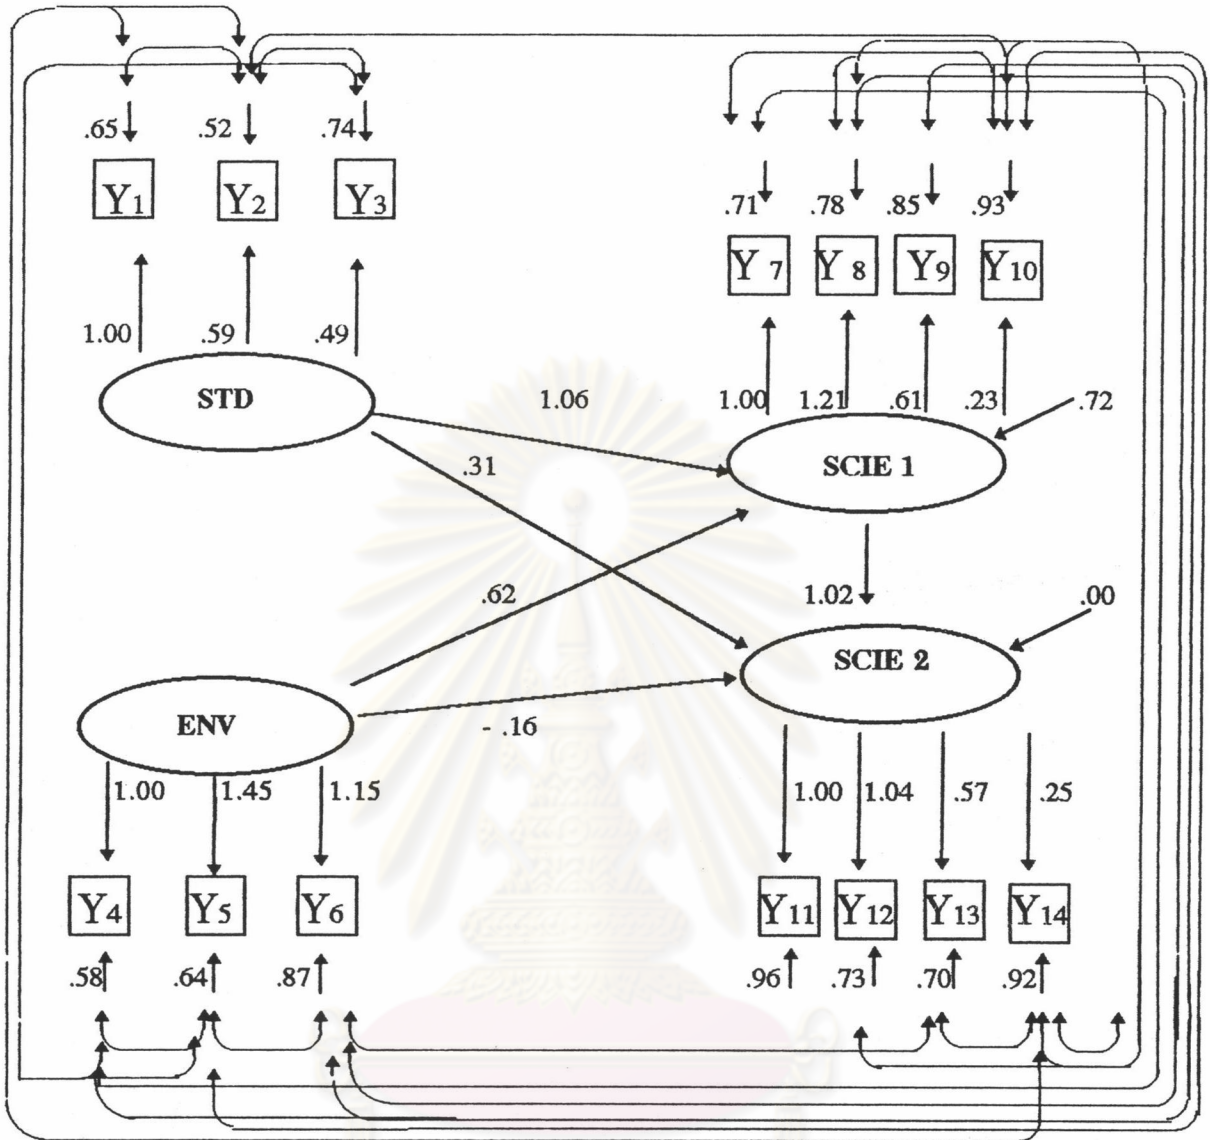 .65 .52 .74
Y1 Y2 Y3
.71 .78 .85 .93
Y 7 Y 8 Y9 Y10
1.00 .59 .49
STD
1.06
1.00 1.21 .61 .23 .72
.31
SCIE 1
.62
1.02 .00
SCIE 2
ENV
- .16
1.00 1.45 1.15
1.00 1.04 .57 .25
Y4 Y5 Y6
Y11 Y12 Y13 Y14
.58 .64 .87
.96 .73 .70 .92